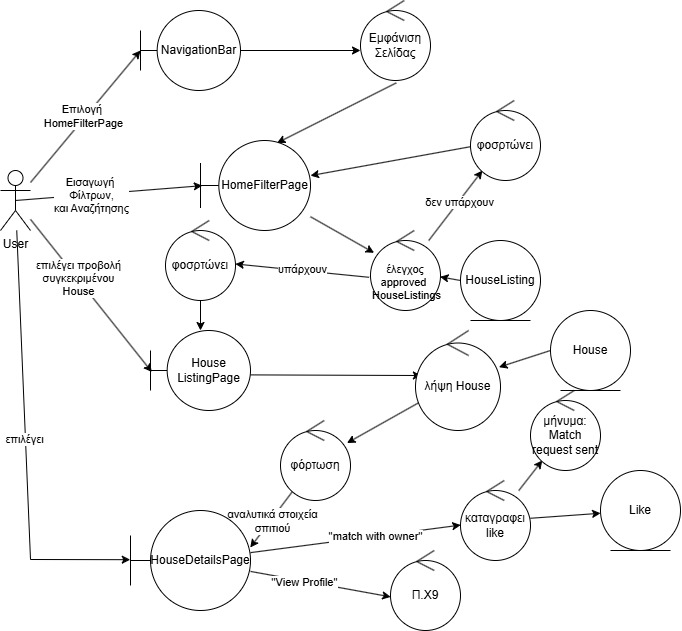 Εμφάνιση
Σελίδας
NavigationBar
Επιλογή
HomeFilterPage
φοσρτώνει
HomeFilterPage
Εισαγωγή
Φίλτρων,
και Αναζήτησης
User
δεν υπάρχουν
επιλέγει προβολή
συγκεκριμένου
House
φοσρτώνει
υπάρχουν
έλεγχος
approved
HouseListings
HouseListing
House
ListingPage
λήψη House
House
μήνυμα:
Match
request sent
επιλέγει
φόρτωση
αναλυτικά στοιχεία
σπιτιού
"match with owner"
καταγραφει
like
Like
HouseDetailsPage
"View Profile"
Π.Χ9